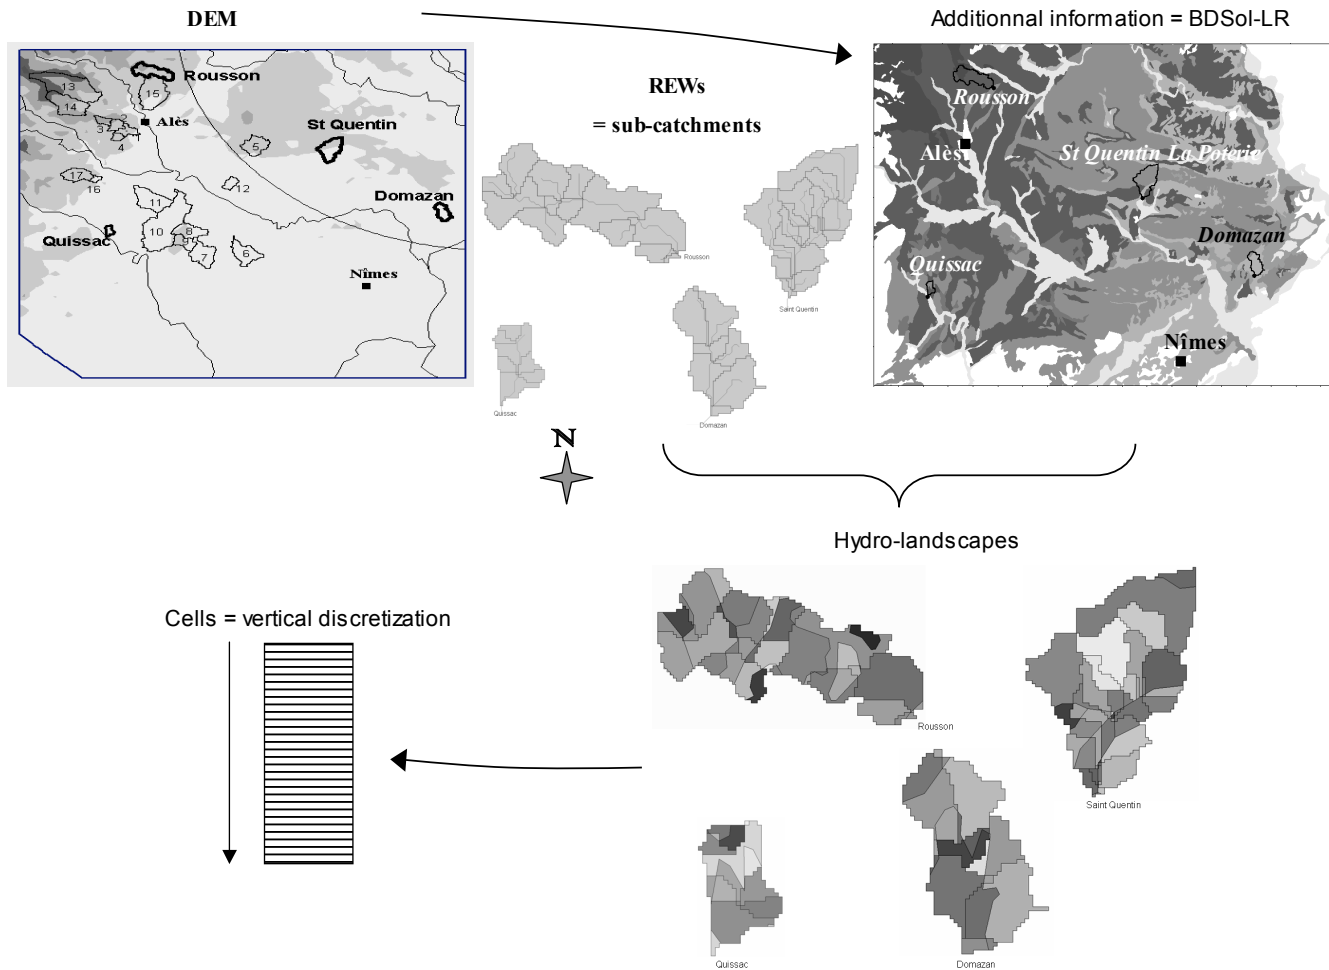 DEM
Additionnal information = BDSol-LR
REWs
= sub-catchments
Rousson
13
14
15
Alès
2
3
1
4
5
St Quentin
17
16
12
11
Domazan
Quissac
10
8
9
7
6
Nîmes
Rousson
Saint Quentin
Quissac
Domazan
Rousson
Alès
St Quentin La Poterie
Domazan
Quissac
Nîmes
N
Hydro-landscapes
Cells = vertical discretization
Rousson
Saint Quentin
Quissac
Domazan